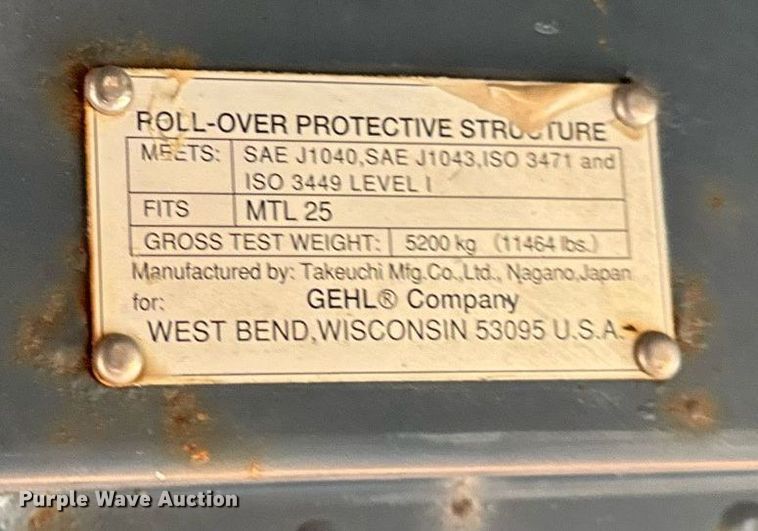 ROLL-OVER PROTECTIVE STRUCTURE
MEETS: SAE J1040,SAE J1043,ISO 3471 and
ISO 3449 LEVEL I
FITS MTL 25
GROSS TEST WEIGHT: 5200 kg (11464 lbs.)
Manufactured by: Takeuchi Mfg.Co.,Ltd., Nagano,Japan
for: GEHL® Company
WEST BEND,WISCONSIN 53095 U.S.A.
Purple Wave Auction